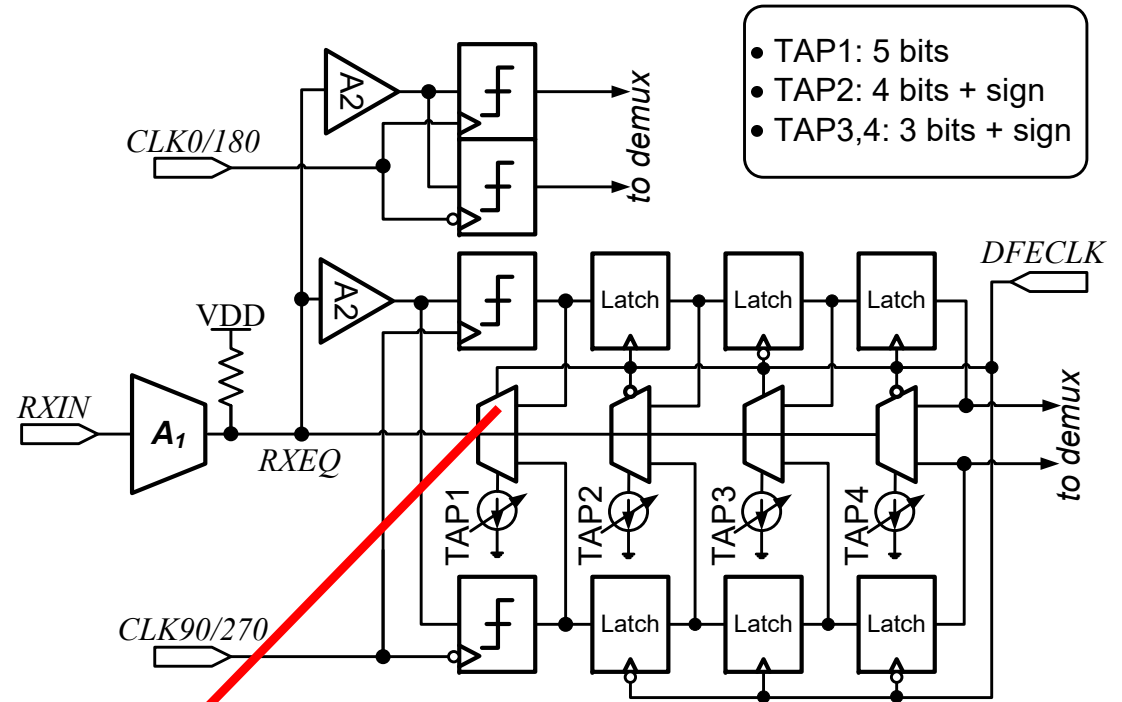 • TAP1: 5 bits
• TAP2: 4 bits + sign
• TAP3,4: 3 bits + sign
A2
CLK0/180
to demux
DFECLK
A2
Latch
Latch
Latch
VDD
RXIN
A1
RXEQ
to demux
TAP1
TAP2
TAP3
TAP4
CLK90/270
Latch
Latch
Latch